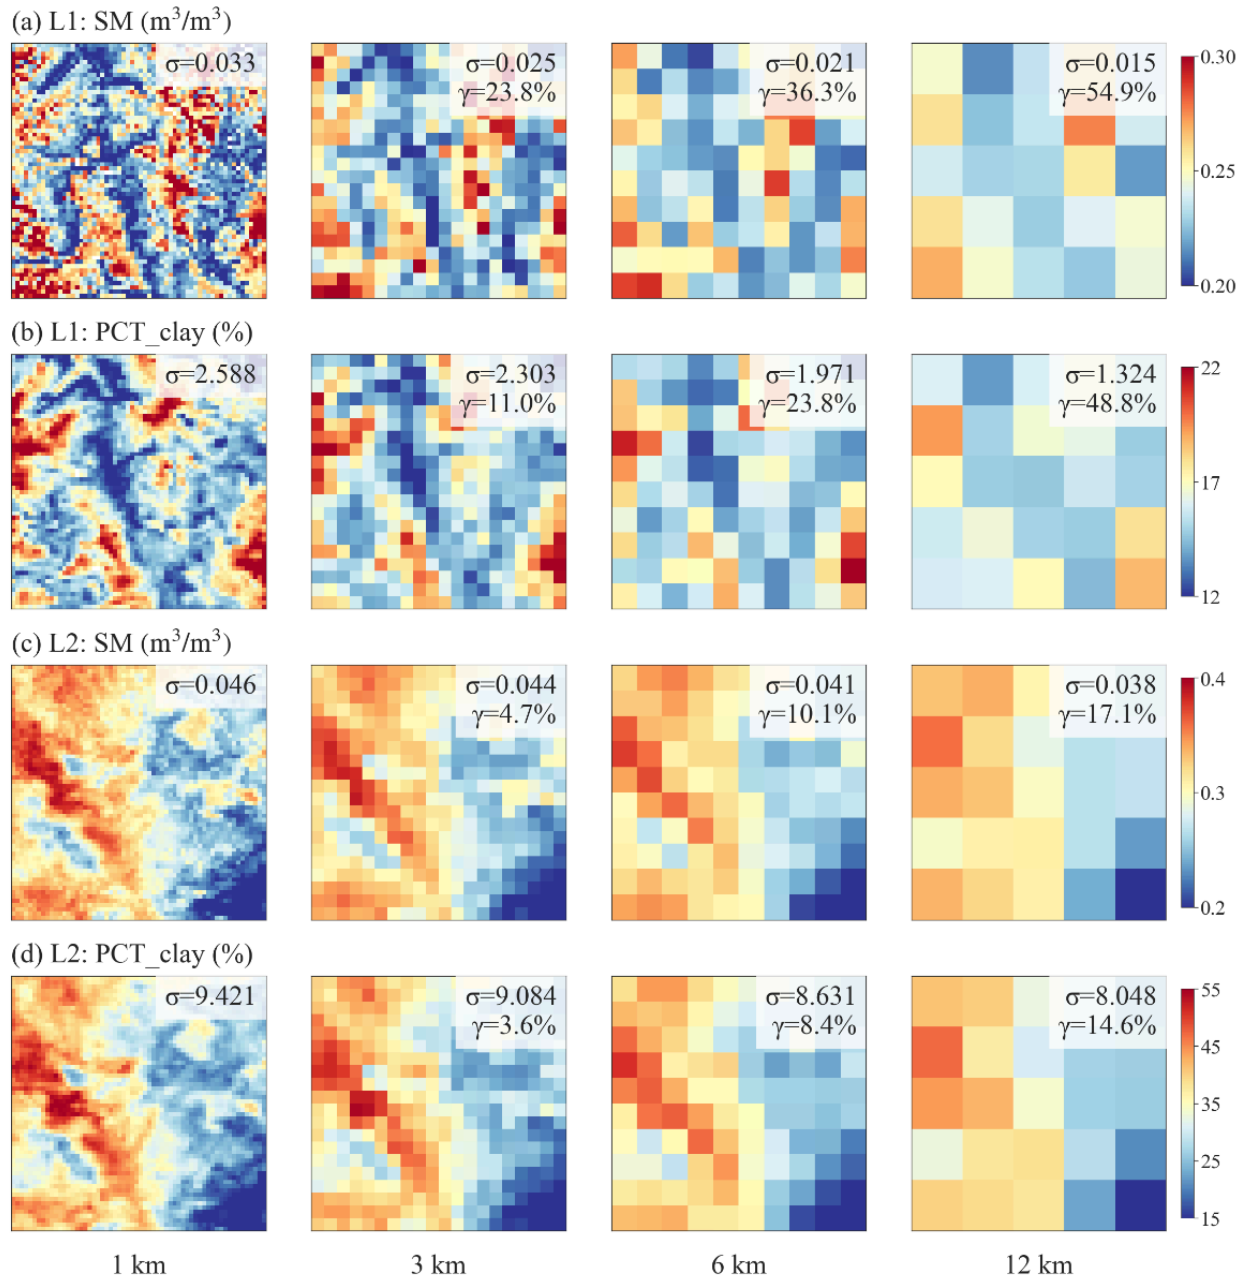 (a) L1: SM (m³/m³)
σ=0.033
σ=0.025
γ=23.8%
σ=0.021
γ=36.3%
σ=0.015
γ=54.9%
0.30
0.25
0.20
(b) L1: PCT_clay (%)
σ=2.588
σ=2.303
γ=11.0%
σ=1.971
γ=23.8%
σ=1.324
γ=48.8%
22
17
12
(c) L2: SM (m³/m³)
σ=0.046
σ=0.044
γ=4.7%
σ=0.041
γ=10.1%
σ=0.038
γ=17.1%
0.4
0.3
0.2
(d) L2: PCT_clay (%)
σ=9.421
σ=9.084
γ=3.6%
σ=8.631
γ=8.4%
σ=8.048
γ=14.6%
55
45
35
25
15
1 km
3 km
6 km
12 km